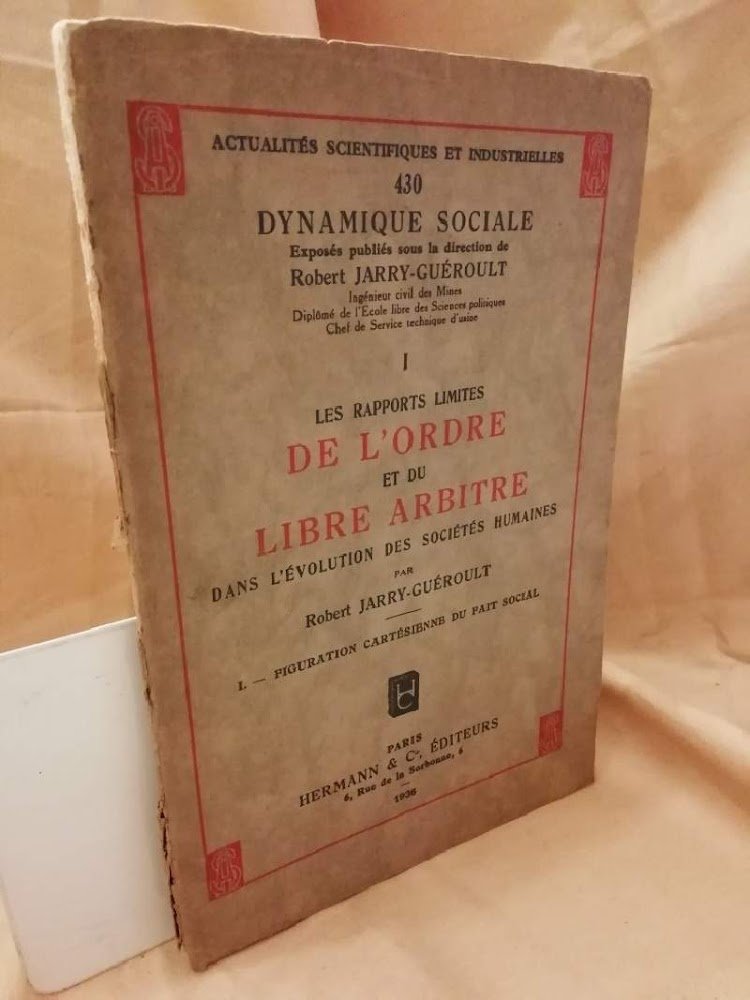 ACTUALITÉS SCIENTIFIQUES ET INDUSTRIELLES
430
DYNAMIQUE SOCIALE
Exposés publiés sous la direction de
Robert JARRY-GUÉROULT
Ingénieur civil des Mines
Diplômé de l'École libre des Sciences politiques
Chef de Service technique d'usine
I
LES RAPPORTS LIMITES
DE L'ORDRE
ET DU
LIBRE ARBITRE
DANS L'ÉVOLUTION DES SOCIÉTÉS HUMAINES
PAR
Robert JARRY-GUÉROULT
I. — FIGURATION CARTÉSIENNE DU FAIT SOCIAL
HC
PARIS
HERMANN & Cie, ÉDITEURS
6, Rue de la Sorbonne, 6
1936